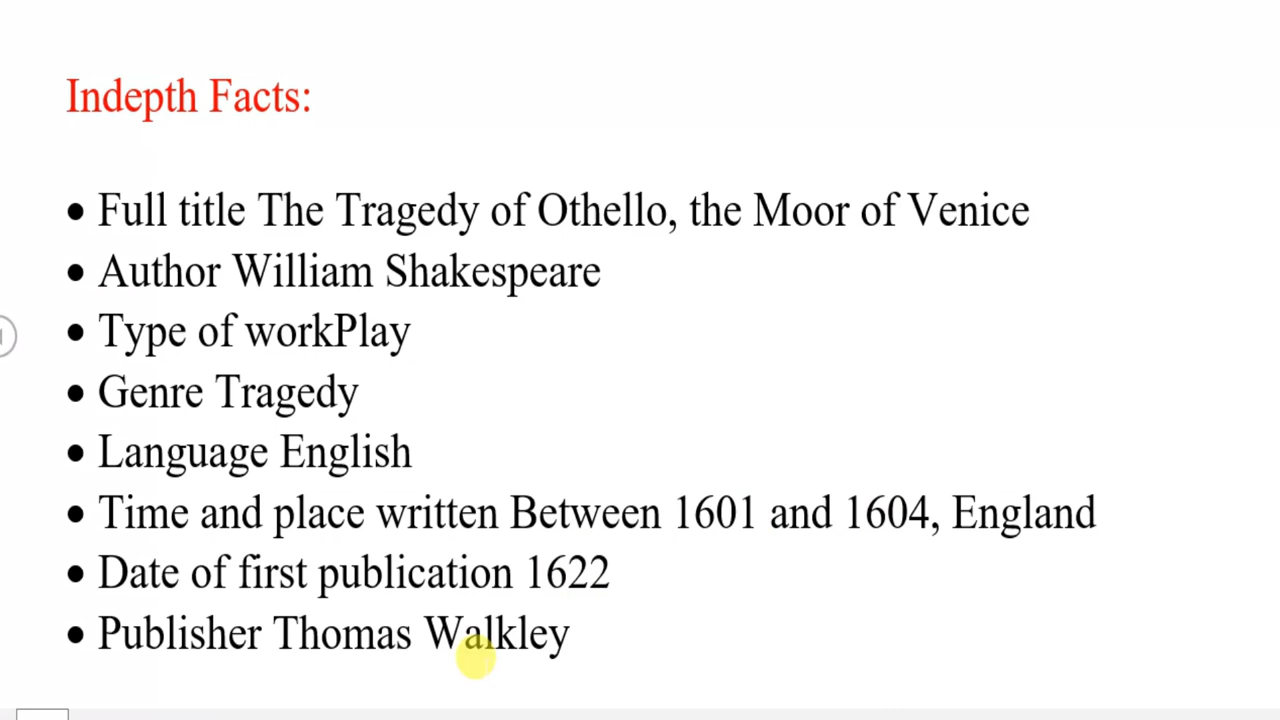 Indepth Facts:
• Full title The Tragedy of Othello, the Moor of Venice
• Author William Shakespeare
• Type of workPlay
• Genre Tragedy
• Language English
• Time and place written Between 1601 and 1604, England
• Date of first publication 1622
• Publisher Thomas Walkley